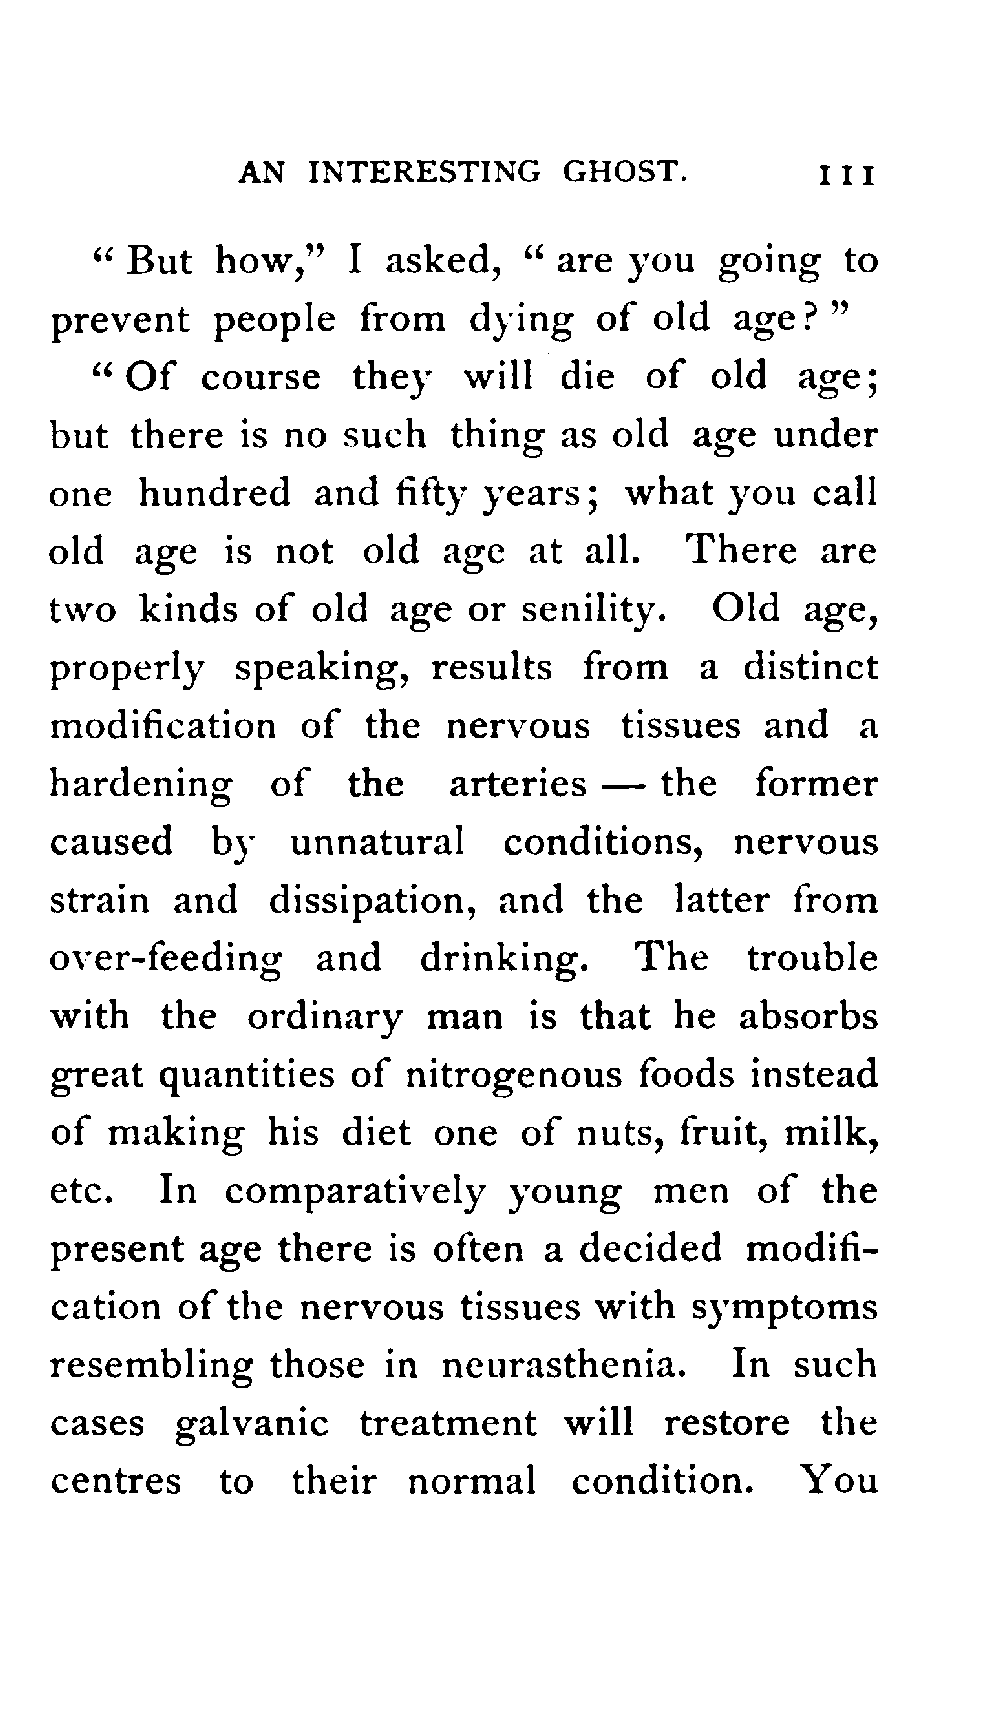 AN INTERESTING GHOST. 111
“ But how,” I asked, “ are you going to
prevent people from dying of old age? ”
“ Of course they will die of old age;
but there is no such thing as old age under
one hundred and fifty years; what you call
old age is not old age at all. There are
two kinds of old age or senility. Old age,
properly speaking, results from a distinct
modification of the nervous tissues and a
hardening of the arteries — the former
caused by unnatural conditions, nervous
strain and dissipation, and the latter from
over-feeding and drinking. The trouble
with the ordinary man is that he absorbs
great quantities of nitrogenous foods instead
of making his diet one of nuts, fruit, milk,
etc. In comparatively young men of the
present age there is often a decided modifi-
cation of the nervous tissues with symptoms
resembling those in neurasthenia. In such
cases galvanic treatment will restore the
centres to their normal condition. You